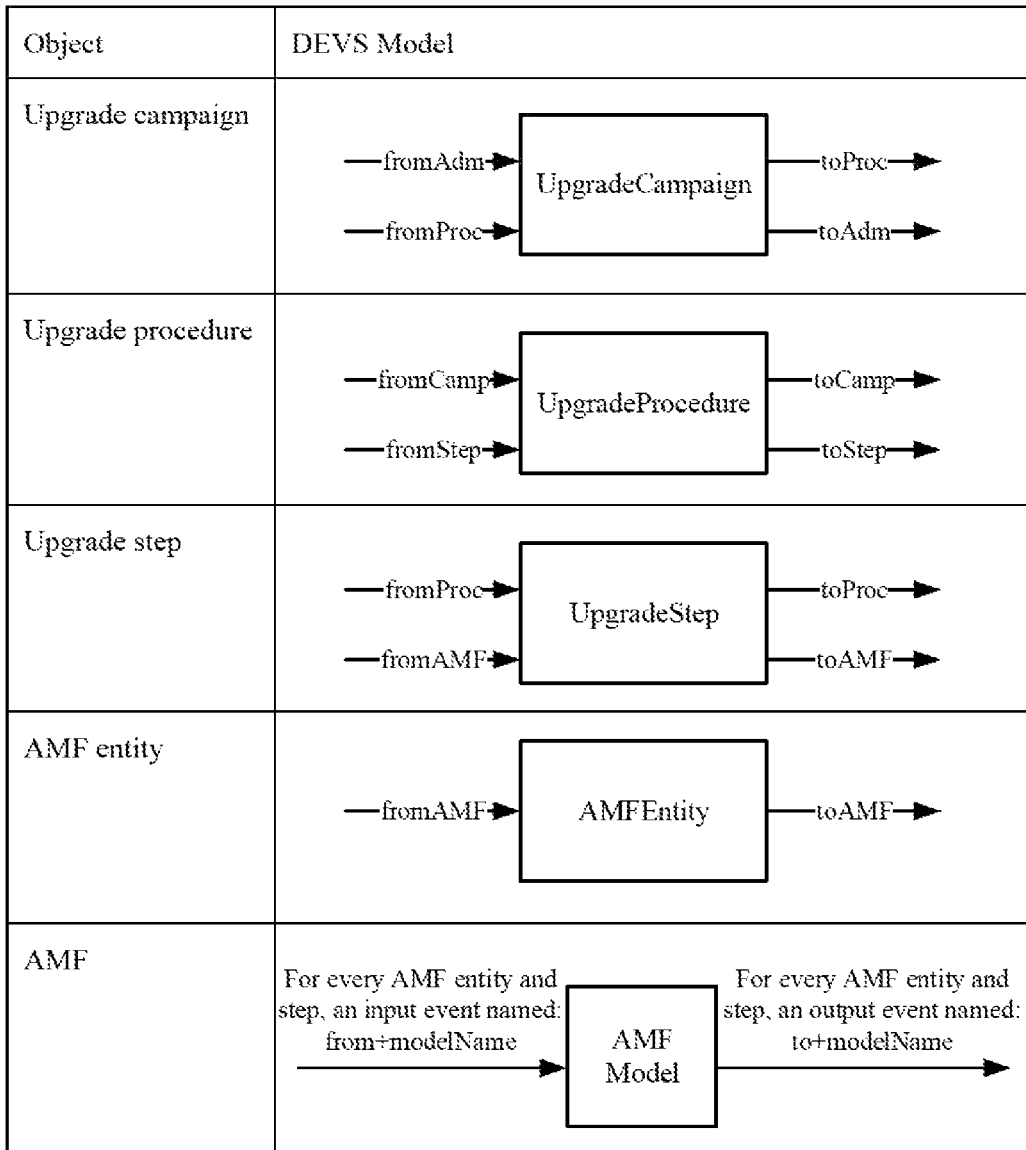 Object
DEVS Model
Upgrade campaign
fromAdm
toProc
UpgradeCampaign
fromProc
toAdm
Upgrade procedure
fromCamp
toCamp
UpgradeProcedure
fromStep
toStep
Upgrade step
fromProc
toProc
UpgradeStep
fromAMF
toAMF
AMF entity
fromAMF
AMFEntity
toAMF
AMF
For every AMF entity and
step, an input event named:
from+modelName
AMF
Model
For every AMF entity and
step, an output event named:
to+modelName